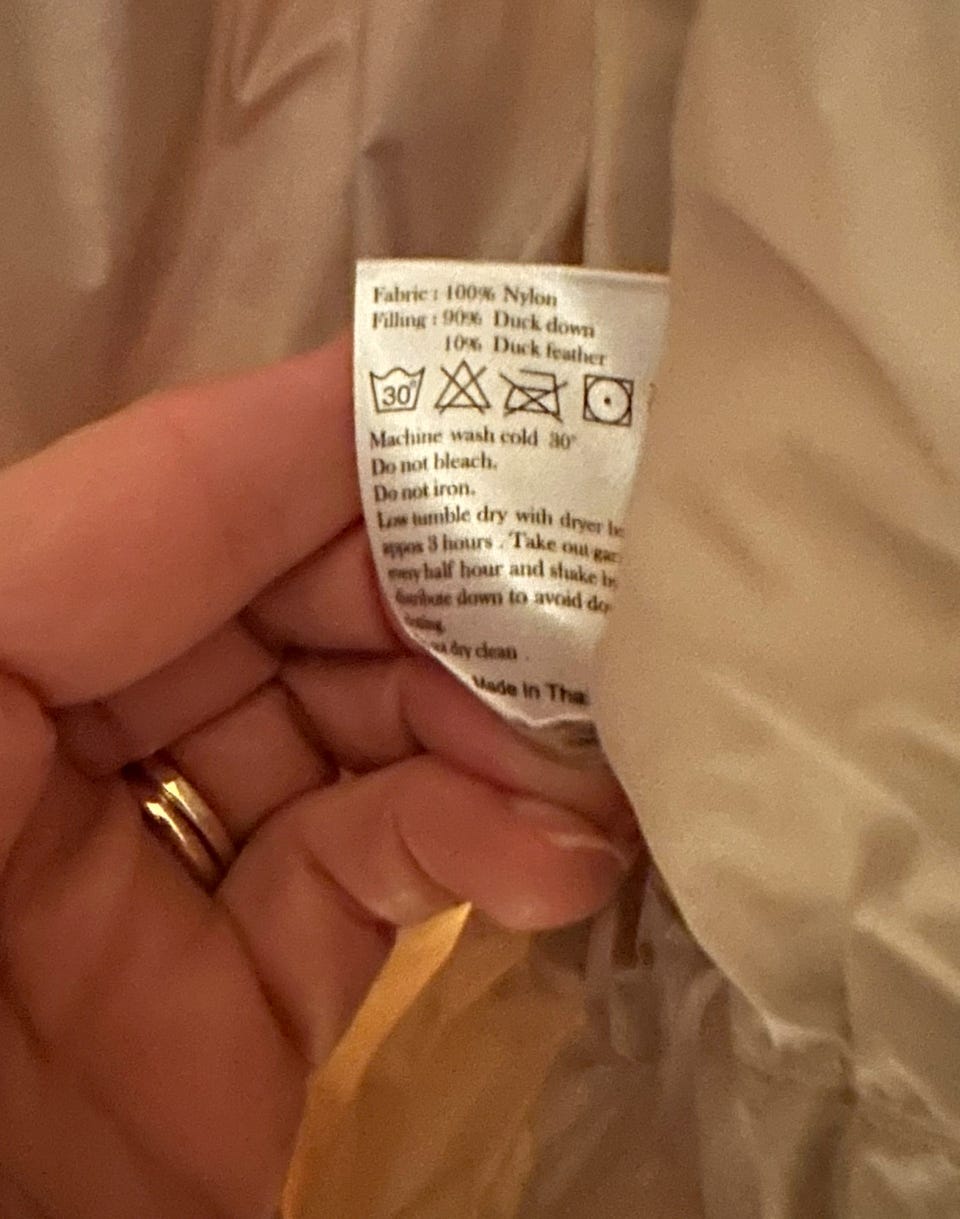 Fabric : 100% Nylon
Filling : 90% Duck down
10% Duck feather
30°
Machine wash cold 30°
Do not bleach.
Do not iron.
Low tumble dry with dryer
appox 3 hours . Take out
every half hour and shake
distribute down to avoid
dry clean .
Made in